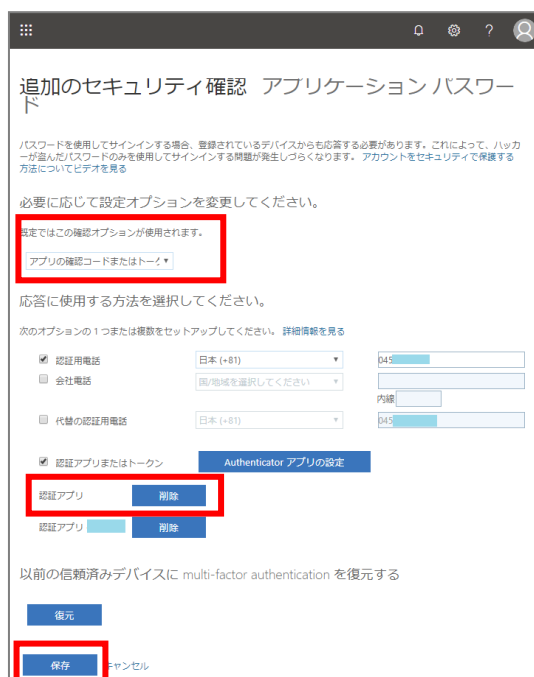 ?
追加のセキュリティ確認 アプリケーション パスワー
ド
パスワードを使用してサインインする場合、登録されているデバイスからも応答する必要があります。これによって、ハッカ
ーが盗んだパスワードのみを使用してサインインする問題が発生しづらくなります。 アカウントをセキュリティで保護する
方法についてビデオを見る
必要に応じて設定オプションを変更してください。
既定ではこの確認オプションが使用されます。
アプリの確認コードまたはトーク
応答に使用する方法を選択してください。
次のオプションの 1 つまたは複数をセットアップしてください。 詳細情報を見る
認証用電話 日本 (+81) 045
会社電話 国/地域を選択してください
内線
代替の認証用電話 日本 (+81) 045
認証アプリまたはトークン Authenticator アプリの設定
認証アプリ 削除
認証アプリ 削除
以前の信頼済みデバイスに multi-factor authentication を復元する
復元
保存 キャンセル